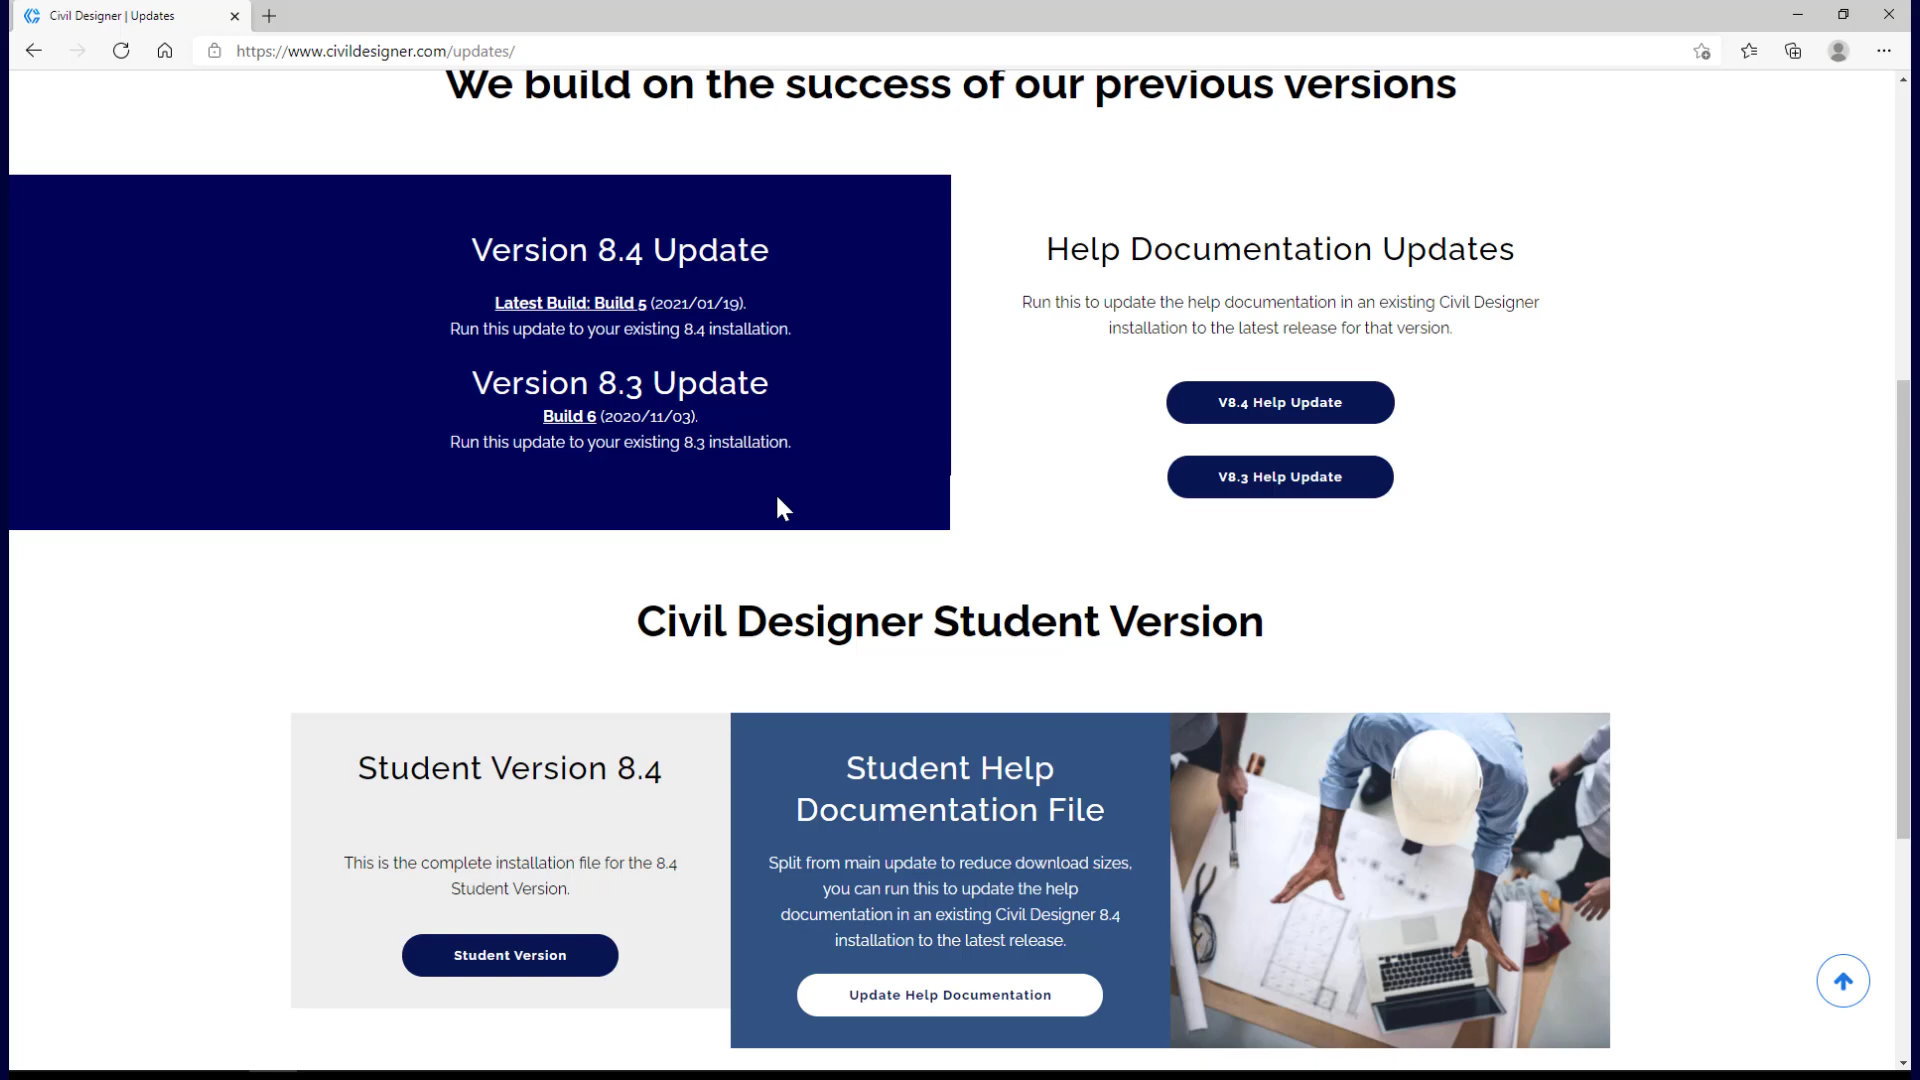 Civil Designer | Updates
https://www.civildesigner.com/updates/
We build on the success of our previous versions
Version 8.4 Update
Latest Build: Build 5 (2021/01/19).
Run this update to your existing 8.4 installation.
Version 8.3 Update
Build 6 (2020/11/03).
Run this update to your existing 8.3 installation.
Help Documentation Updates
Run this to update the help documentation in an existing Civil Designer
installation to the latest release for that version.
V8.4 Help Update
V8.3 Help Update
Civil Designer Student Version
Student Version 8.4
This is the complete installation file for the 8.4
Student Version.
Student Version
Student Help
Documentation File
Split from main update to reduce download sizes,
you can run this to update the help
documentation in an existing Civil Designer 8.4
installation to the latest release.
Update Help Documentation